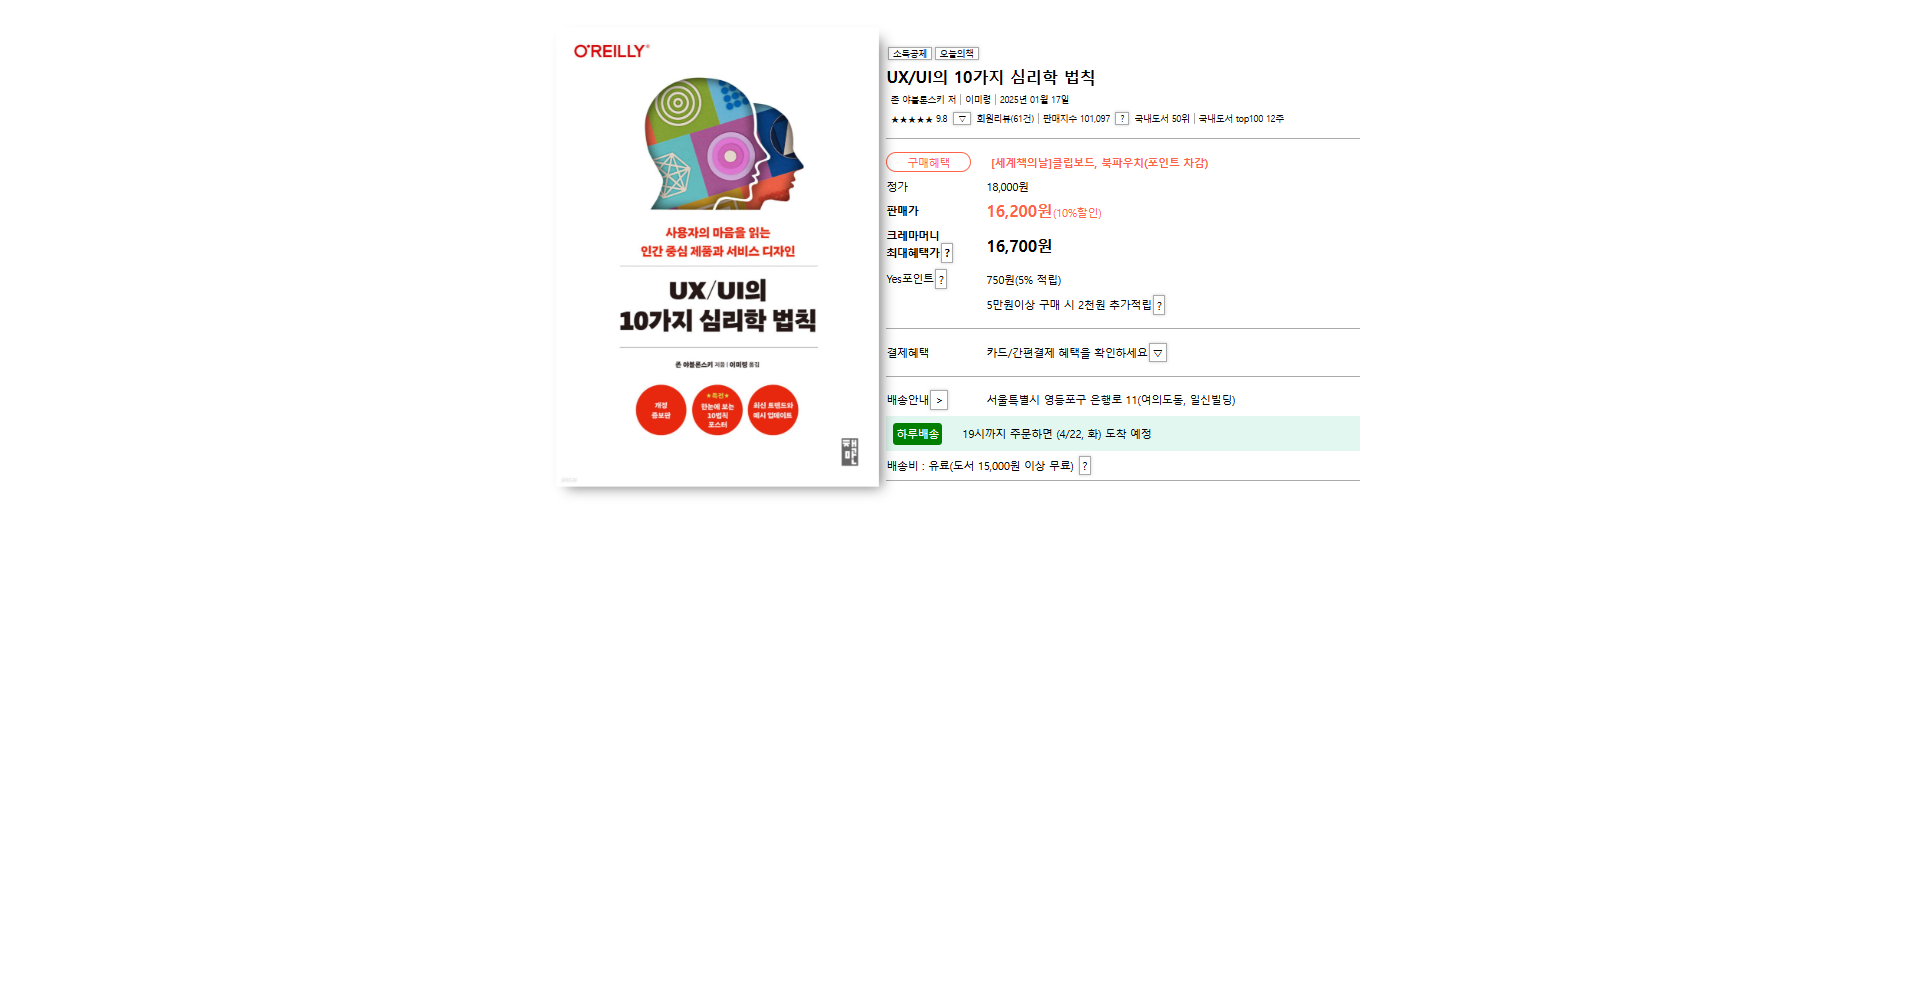 O'REILLY®
사용자의 마음을 읽는
인간 중심 제품과 서비스 디자인
UX/UI의
10가지 심리학 법칙
존 야블론스키 지음 | 이미령 옮김
개정
증보판
★특전★
한눈에 보는
10법칙
포스터
최신 트렌드와
예시 업데이트
책만
소득공제 오늘의책
UX/UI의 10가지 심리학 법칙
존 야블론스키 저 | 이미령 | 2025년 01월 17일
★★★★★ 9.8 ▽ 회원리뷰(61건) | 판매지수 101,097 ? 국내도서 50위 | 국내도서 top100 12주
구매혜택 [세계책의날]클립보드, 북파우치(포인트 차감)
정가 18,000원
판매가 16,200원(10%할인)
크레마머니
최대혜택가 ? 16,700원
Yes포인트 ? 750원(5% 적립)
5만원이상 구매 시 2천원 추가적립 ?
결제혜택 카드/간편결제 혜택을 확인하세요 ▽
배송안내 > 서울특별시 영등포구 은행로 11(여의도동, 일신빌딩)
하루배송 19시까지 주문하면 (4/22, 화) 도착 예정
배송비 : 유료(도서 15,000원 이상 무료) ?